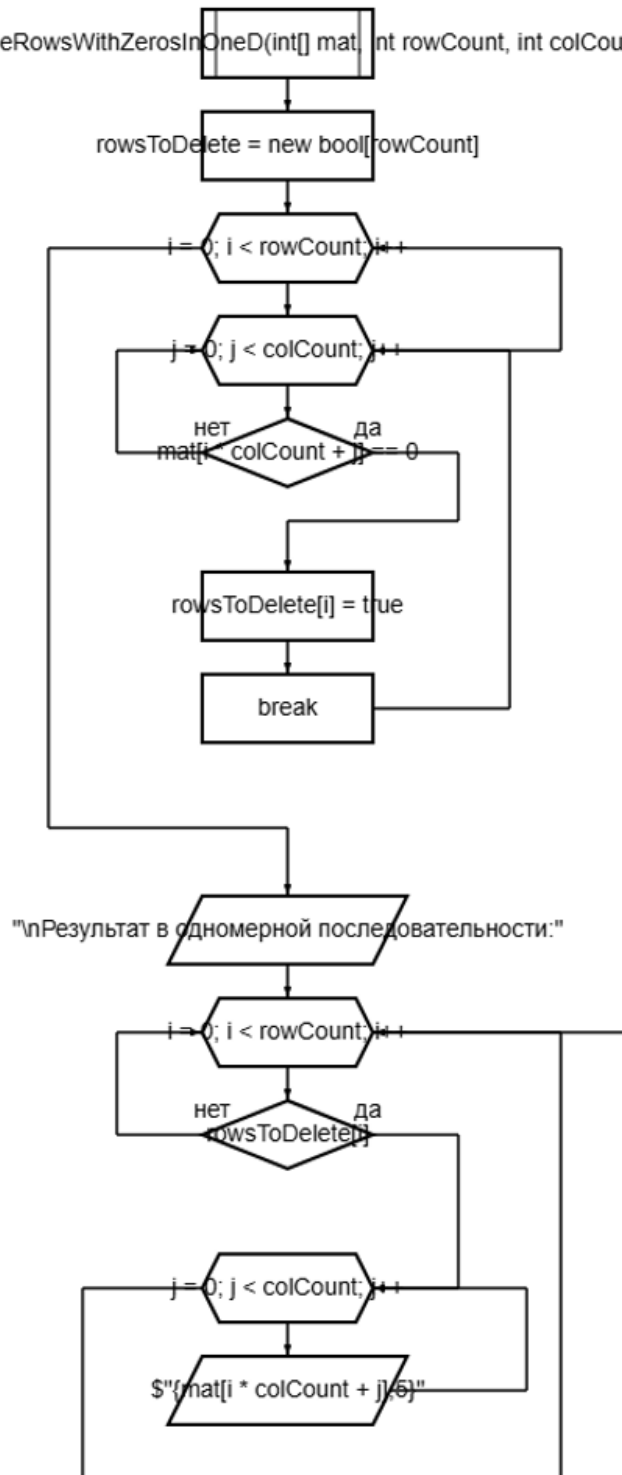 eRowsWithZerosInOneD(int[] mat, int rowCount, int colCou
rowsToDelete = new bool[rowCount]
i = 0; i < rowCount; i++
j = 0; j < colCount; j++
нет
да
mat[i * colCount + j] == 0
rowsToDelete[i] = true
break
"\nРезультат в одномерной последовательности:"
i = 0; i < rowCount; i++
нет
да
rowsToDelete[i]
j = 0; j < colCount; j++
$"{mat[i * colCount + j],5}"